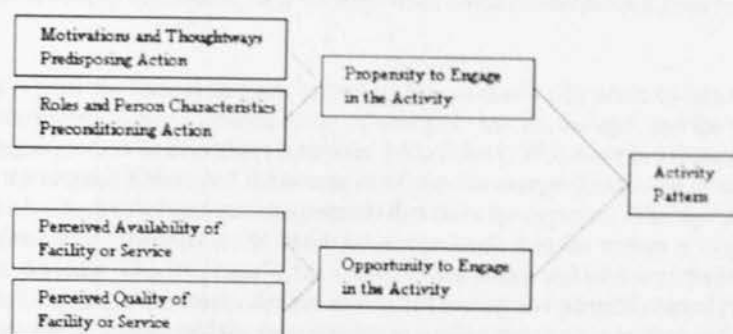 Motivations and Thoughtways
Predisposing Action
Roles and Person Characteristics
Preconditioning Action
Propensity to Engage
in the Activity
Perceived Availability of
Facility or Service
Perceived Quality of
Facility or Service
Opportunity to Engage
in the Activity
Activity
Pattern